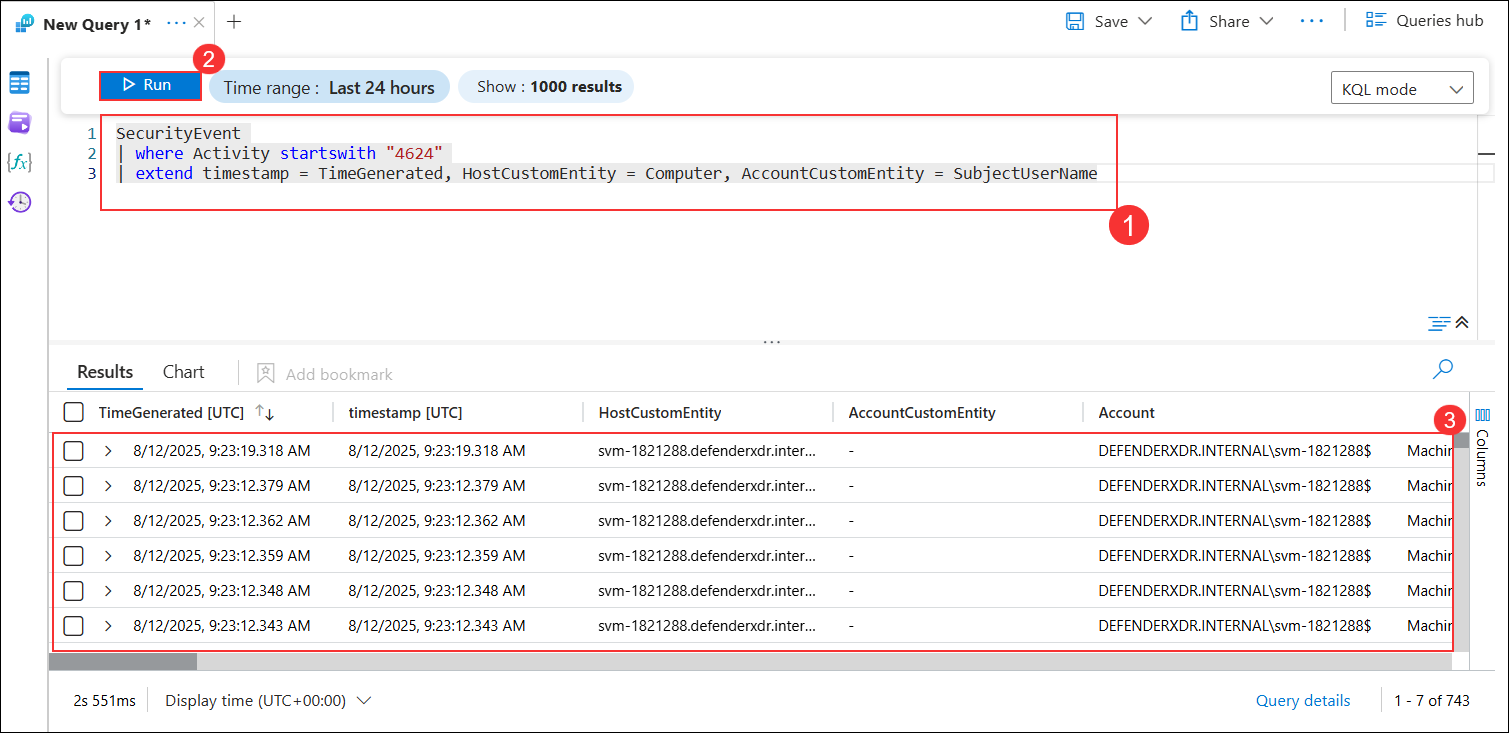 New Query 1* ···
Save
Share
···
Queries hub
2
Run
Time range : Last 24 hours
Show : 1000 results
KQL mode
1 SecurityEvent
2 | where Activity startswith "4624"
3 | extend timestamp = TimeGenerated, HostCustomEntity = Computer, AccountCustomEntity = SubjectUserName
1
Results
Chart
Add bookmark
TimeGenerated [UTC] timestamp [UTC] HostCustomEntity AccountCustomEntity Account
3
Columns
8/12/2025, 9:23:19.318 AM 8/12/2025, 9:23:19.318 AM svm-1821288.defenderxdr.inter... - DEFENDERXDR.INTERNAL\svm-1821288$ Machin
8/12/2025, 9:23:12.379 AM 8/12/2025, 9:23:12.379 AM svm-1821288.defenderxdr.inter... - DEFENDERXDR.INTERNAL\svm-1821288$ Machin
8/12/2025, 9:23:12.362 AM 8/12/2025, 9:23:12.362 AM svm-1821288.defenderxdr.inter... - DEFENDERXDR.INTERNAL\svm-1821288$ Machin
8/12/2025, 9:23:12.359 AM 8/12/2025, 9:23:12.359 AM svm-1821288.defenderxdr.inter... - DEFENDERXDR.INTERNAL\svm-1821288$ Machin
8/12/2025, 9:23:12.348 AM 8/12/2025, 9:23:12.348 AM svm-1821288.defenderxdr.inter... - DEFENDERXDR.INTERNAL\svm-1821288$ Machin
8/12/2025, 9:23:12.343 AM 8/12/2025, 9:23:12.343 AM svm-1821288.defenderxdr.inter... - DEFENDERXDR.INTERNAL\svm-1821288$ Machin
2s 551ms
Display time (UTC+00:00)
Query details
1 - 7 of 743